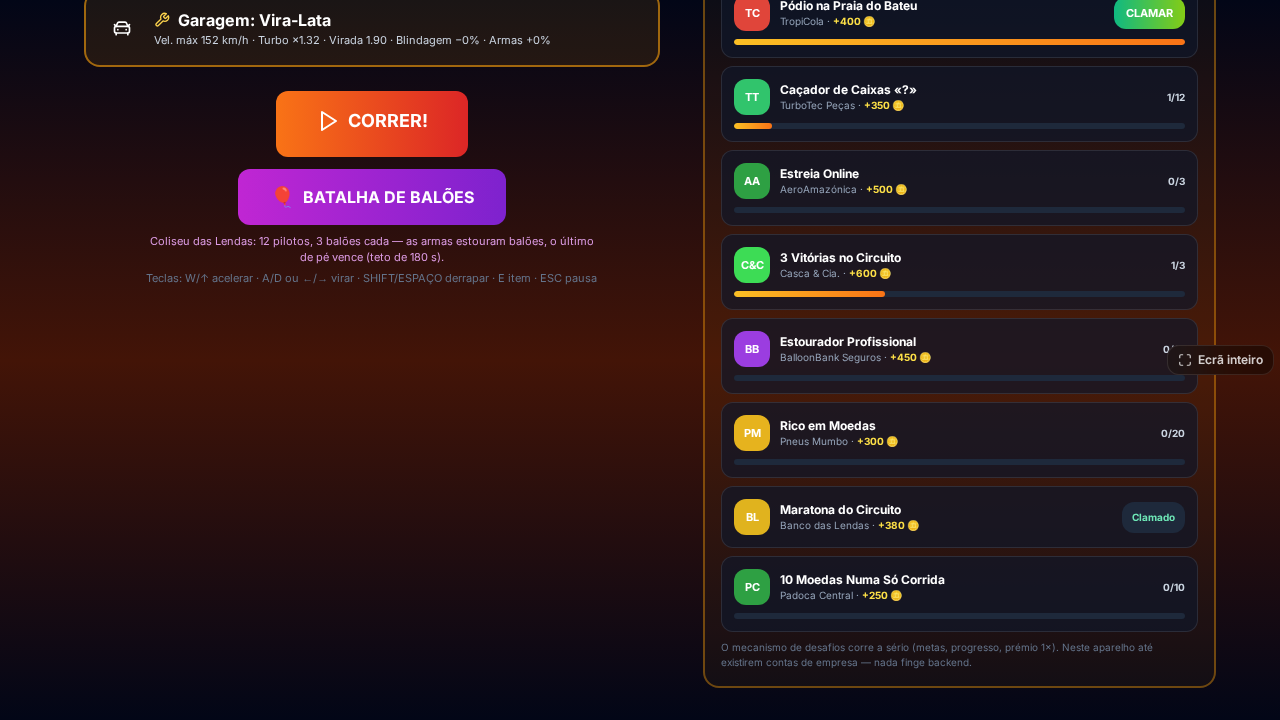 Garagem: Vira-Lata
Vel. máx 152 km/h · Turbo ×1.32 · Virada 1.90 · Blindagem −0% · Armas +0%
CORRER!
BATALHA DE BALÕES
Coliseu das Lendas: 12 pilotos, 3 balões cada — as armas estouram balões, o último
de pé vence (teto de 180 s).
Teclas: W/↑ acelerar · A/D ou ←/→ virar · SHIFT/ESPAÇO derrapar · E item · ESC pausa
TC
Pódio na Praia do Bateu
TropiCola · +400
CLAMAR
TT
Caçador de Caixas «?»
TurboTec Peças · +350
1/12
AA
Estreia Online
AeroAmazónica · +500
0/3
C&C
3 Vitórias no Circuito
Casca & Cia. · +600
1/3
BB
Estourador Profissional
BalloonBank Seguros · +450
Ecrã inteiro
PM
Rico em Moedas
Pneus Mumbo · +300
0/20
BL
Maratona do Circuito
Banco das Lendas · +380
Clamado
PC
10 Moedas Numa Só Corrida
Padoca Central · +250
0/10
O mecanismo de desafios corre a sério (metas, progresso, prémio 1×). Neste aparelho até
existirem contas de empresa — nada finge backend.